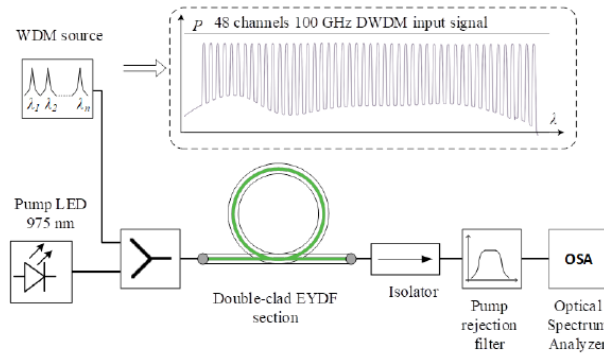 WDM source
P 48 channels 100 GHz DWDM input signal
λ1 λ2 λn
λ
Pump LED
975 nm
Double-clad EYDF
section
Isolator
Pump
rejection
filter
OSA
Optical
Spectrum
Analyzer